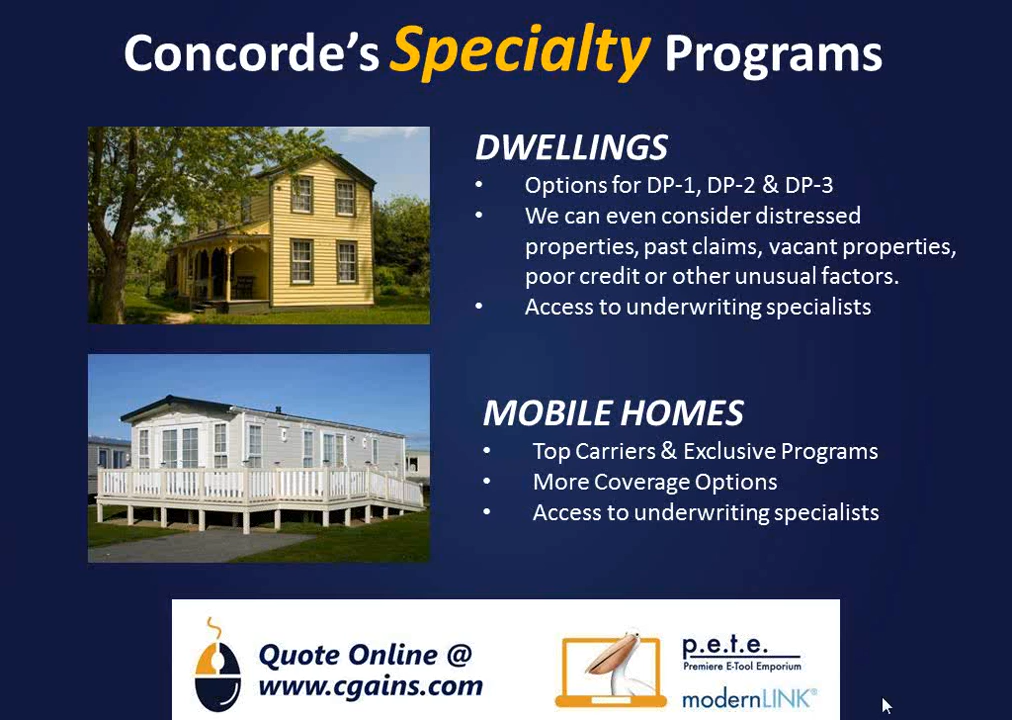 Concorde's Specialty Programs
DWELLINGS
• Options for DP-1, DP-2 & DP-3
• We can even consider distressed
properties, past claims, vacant properties,
poor credit or other unusual factors.
• Access to underwriting specialists
MOBILE HOMES
• Top Carriers & Exclusive Programs
• More Coverage Options
• Access to underwriting specialists
Quote Online @
www.cgains.com
p.e.t.e.
Premiere E-Tool Emporium
modernLINK®